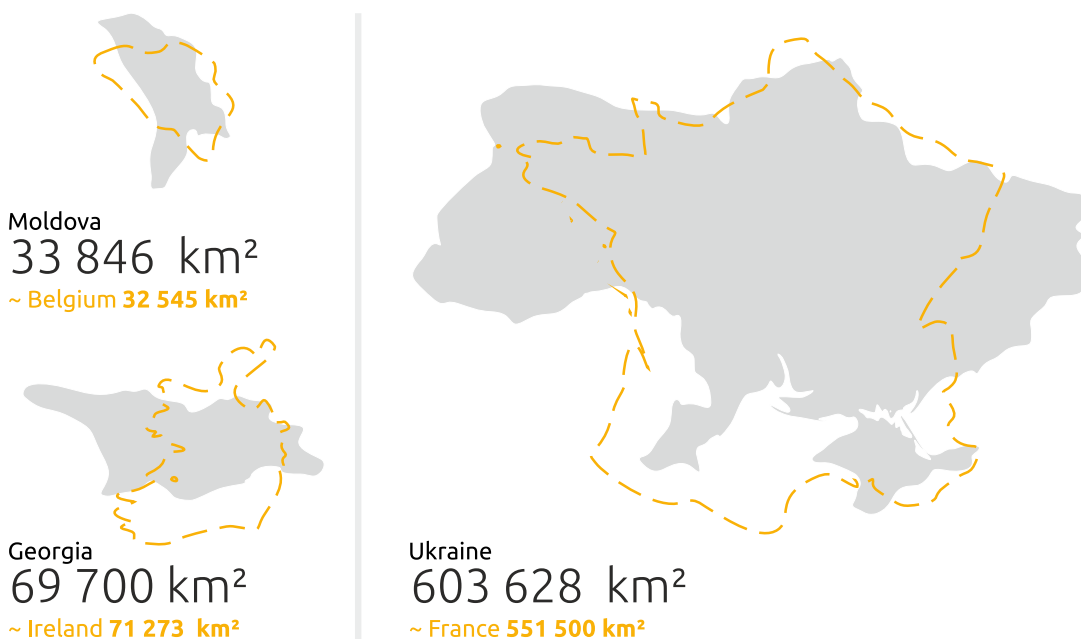 Moldova
33 846 km²
~ Belgium 32 545 km²
Georgia
69 700 km²
~ Ireland 71 273 km²
Ukraine
603 628 km²
~ France 551 500 km²